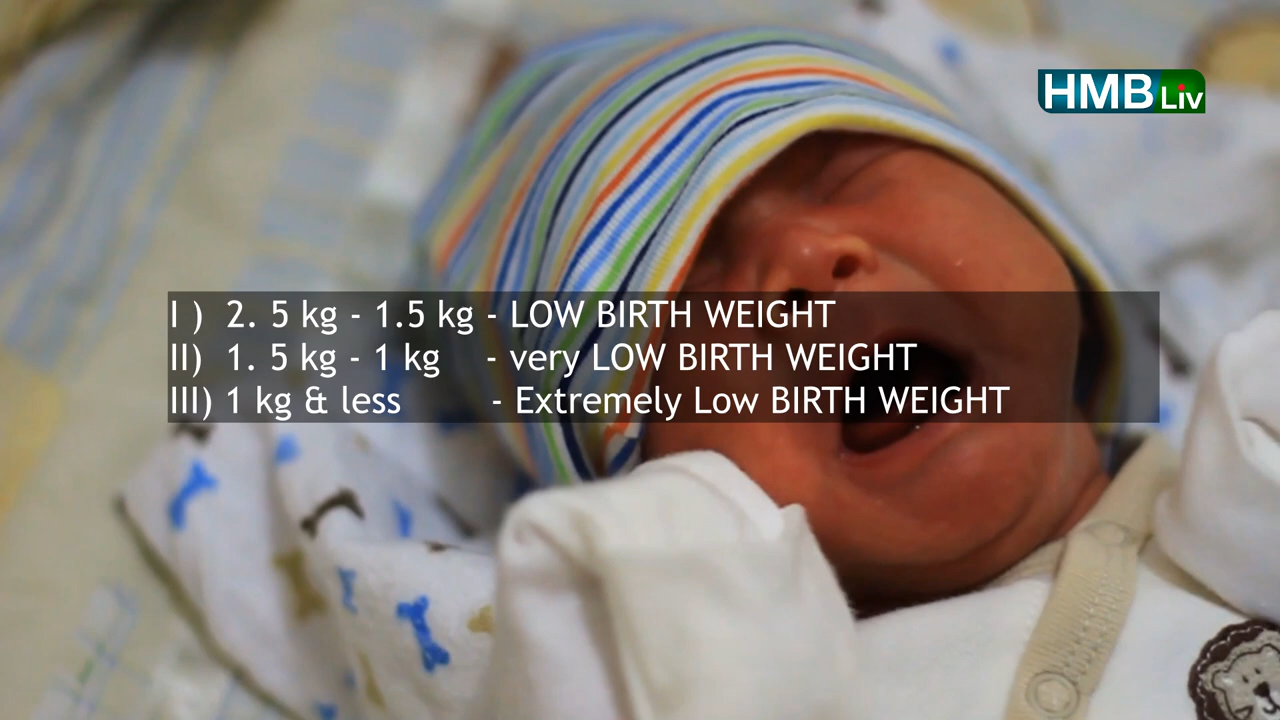 HMB Liv
I ) 2. 5 kg - 1.5 kg - LOW BIRTH WEIGHT
II) 1. 5 kg - 1 kg - very LOW BIRTH WEIGHT
III) 1 kg & less - Extremely Low BIRTH WEIGHT